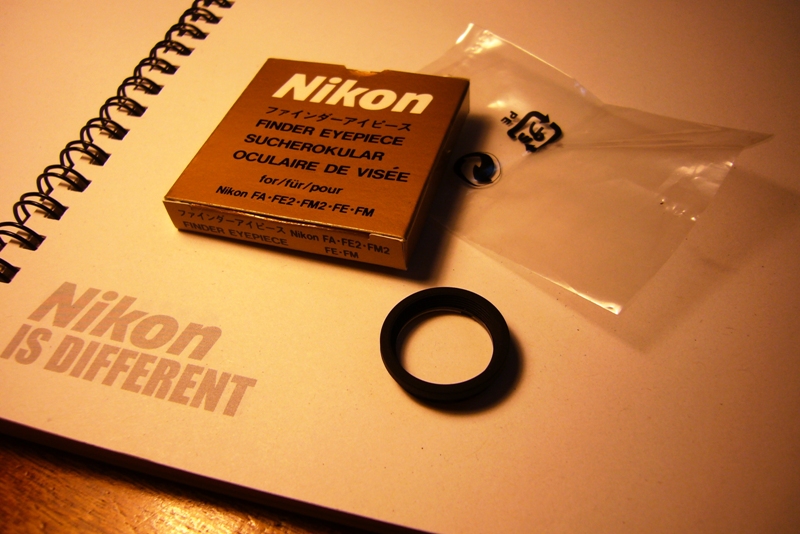 Nikon
ファインダーアイピース
FINDER EYEPIECE
SUCHEROKULAR
OCULAIRE DE VISÉE
for/für/pour
Nikon FA·FE2·FM2·FE·FM
ファインダーアイピース Nikon FA·FE2·FM2
FINDER EYEPIECE FE·FM
PE
Nikon
IS DIFFERENT